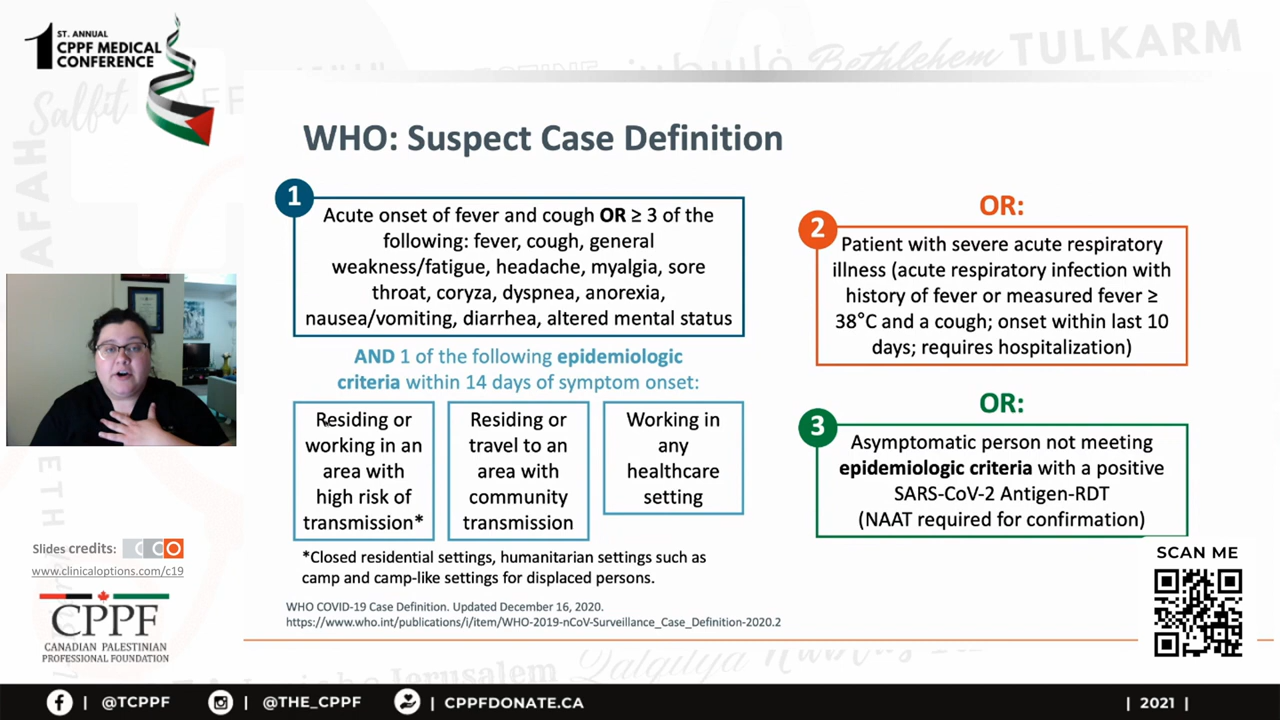 ST. ANNUAL
1 CPPF MEDICAL
CONFERENCE
Salfit
Bethlehem
TULKARM
WHO: Suspect Case Definition
1
Acute onset of fever and cough OR ≥ 3 of the
following: fever, cough, general
weakness/fatigue, headache, myalgia, sore
throat, coryza, dyspnea, anorexia,
nausea/vomiting, diarrhea, altered mental status
AND 1 of the following epidemiologic
criteria within 14 days of symptom onset:
Residing or
working in an
area with
high risk of
transmission*
Residing or
travel to an
area with
community
transmission
Working in
any
healthcare
setting
*Closed residential settings, humanitarian settings such as
camp and camp-like settings for displaced persons.
OR:
2
Patient with severe acute respiratory
illness (acute respiratory infection with
history of fever or measured fever ≥
38°C and a cough; onset within last 10
days; requires hospitalization)
OR:
3
Asymptomatic person not meeting
epidemiologic criteria with a positive
SARS-CoV-2 Antigen-RDT
(NAAT required for confirmation)
WHO COVID-19 Case Definition. Updated December 16, 2020.
https://www.who.int/publications/i/item/WHO-2019-nCoV-Surveillance_Case_Definition-2020.2
Slides credits: CCO
www.clinicaloptions.com/c19
CPPF
CANADIAN PALESTINIAN
PROFESSIONAL FOUNDATION
SCAN ME
Jerusalem
Qalqilya
| @TCPPF
| @THE_CPPF
| CPPFDONATE.CA
| 2021 |